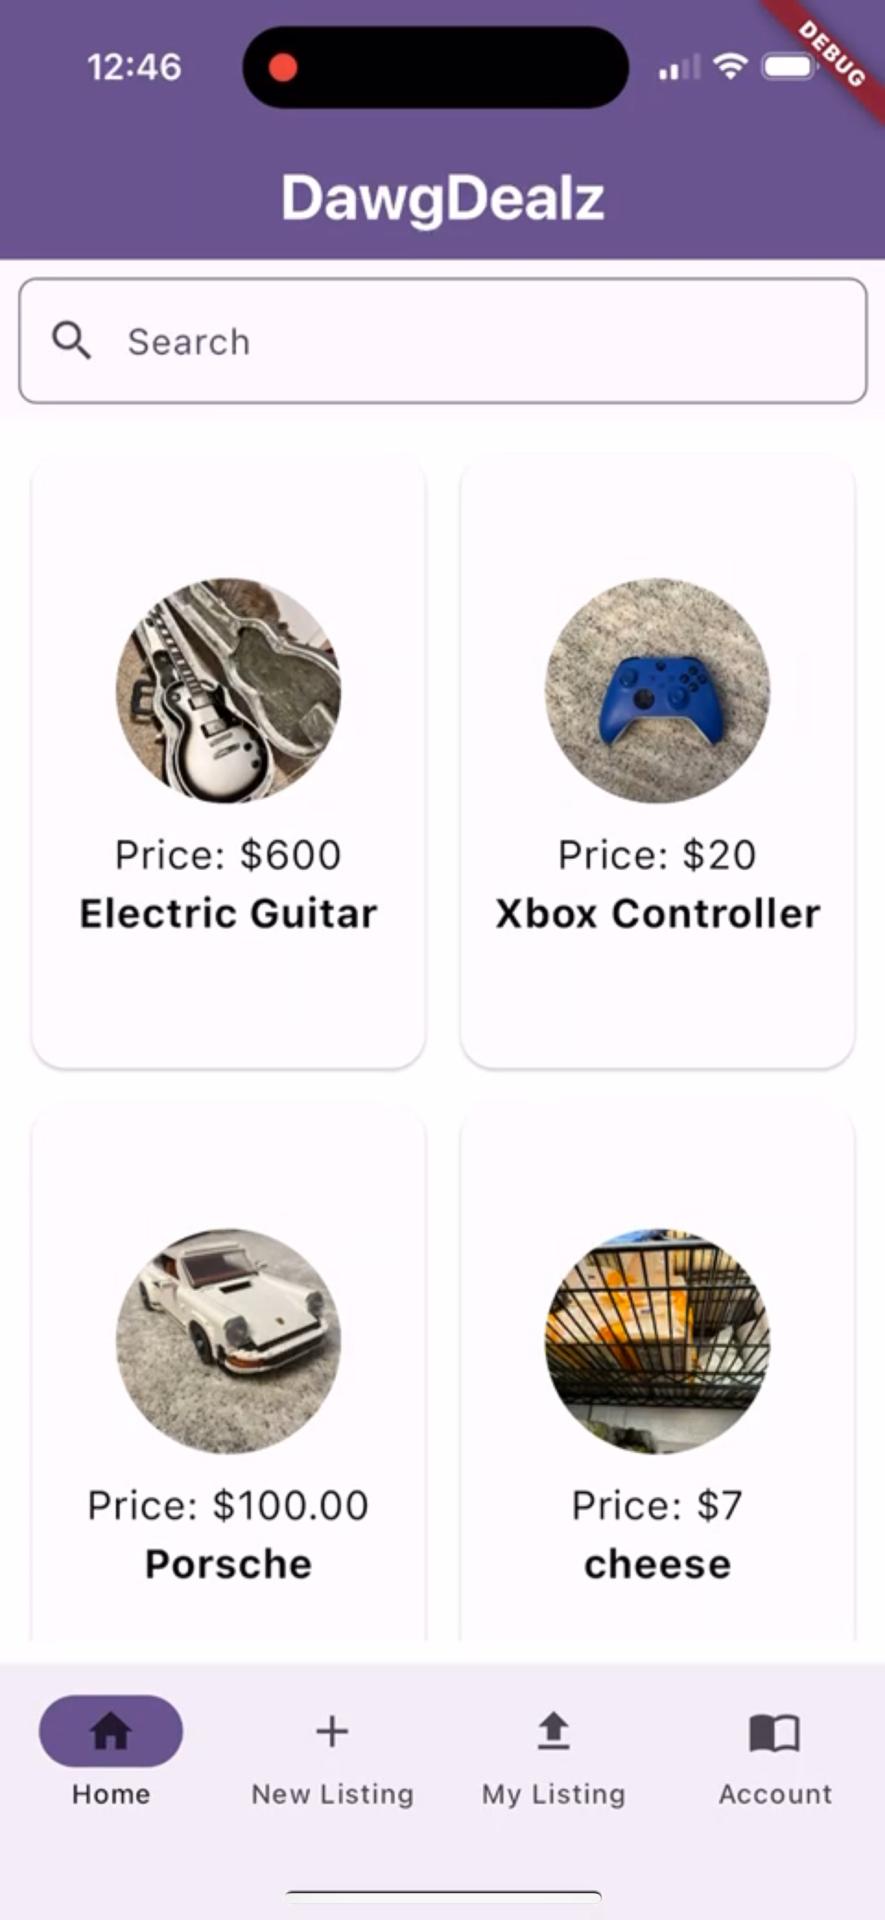 12:46
DEBUG
DawgDealz
Search
Price: $600
Electric Guitar
Price: $20
Xbox Controller
Price: $100.00
Porsche
Price: $7
cheese
Home
New Listing
My Listing
Account